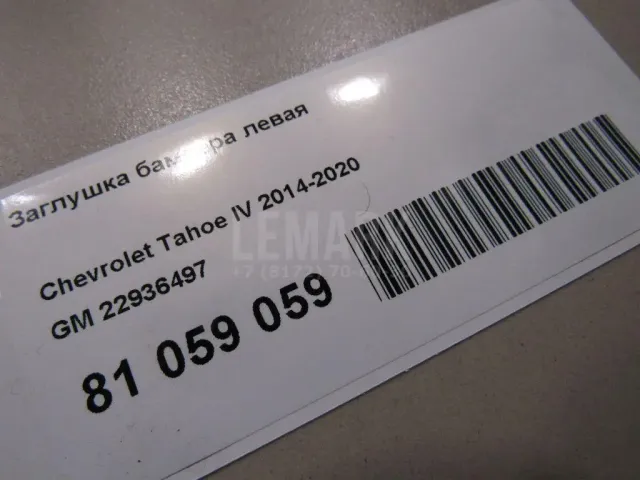 Заглушка бампера левая
Chevrolet Tahoe IV 2014-2020
GM 22936497
81 059 059